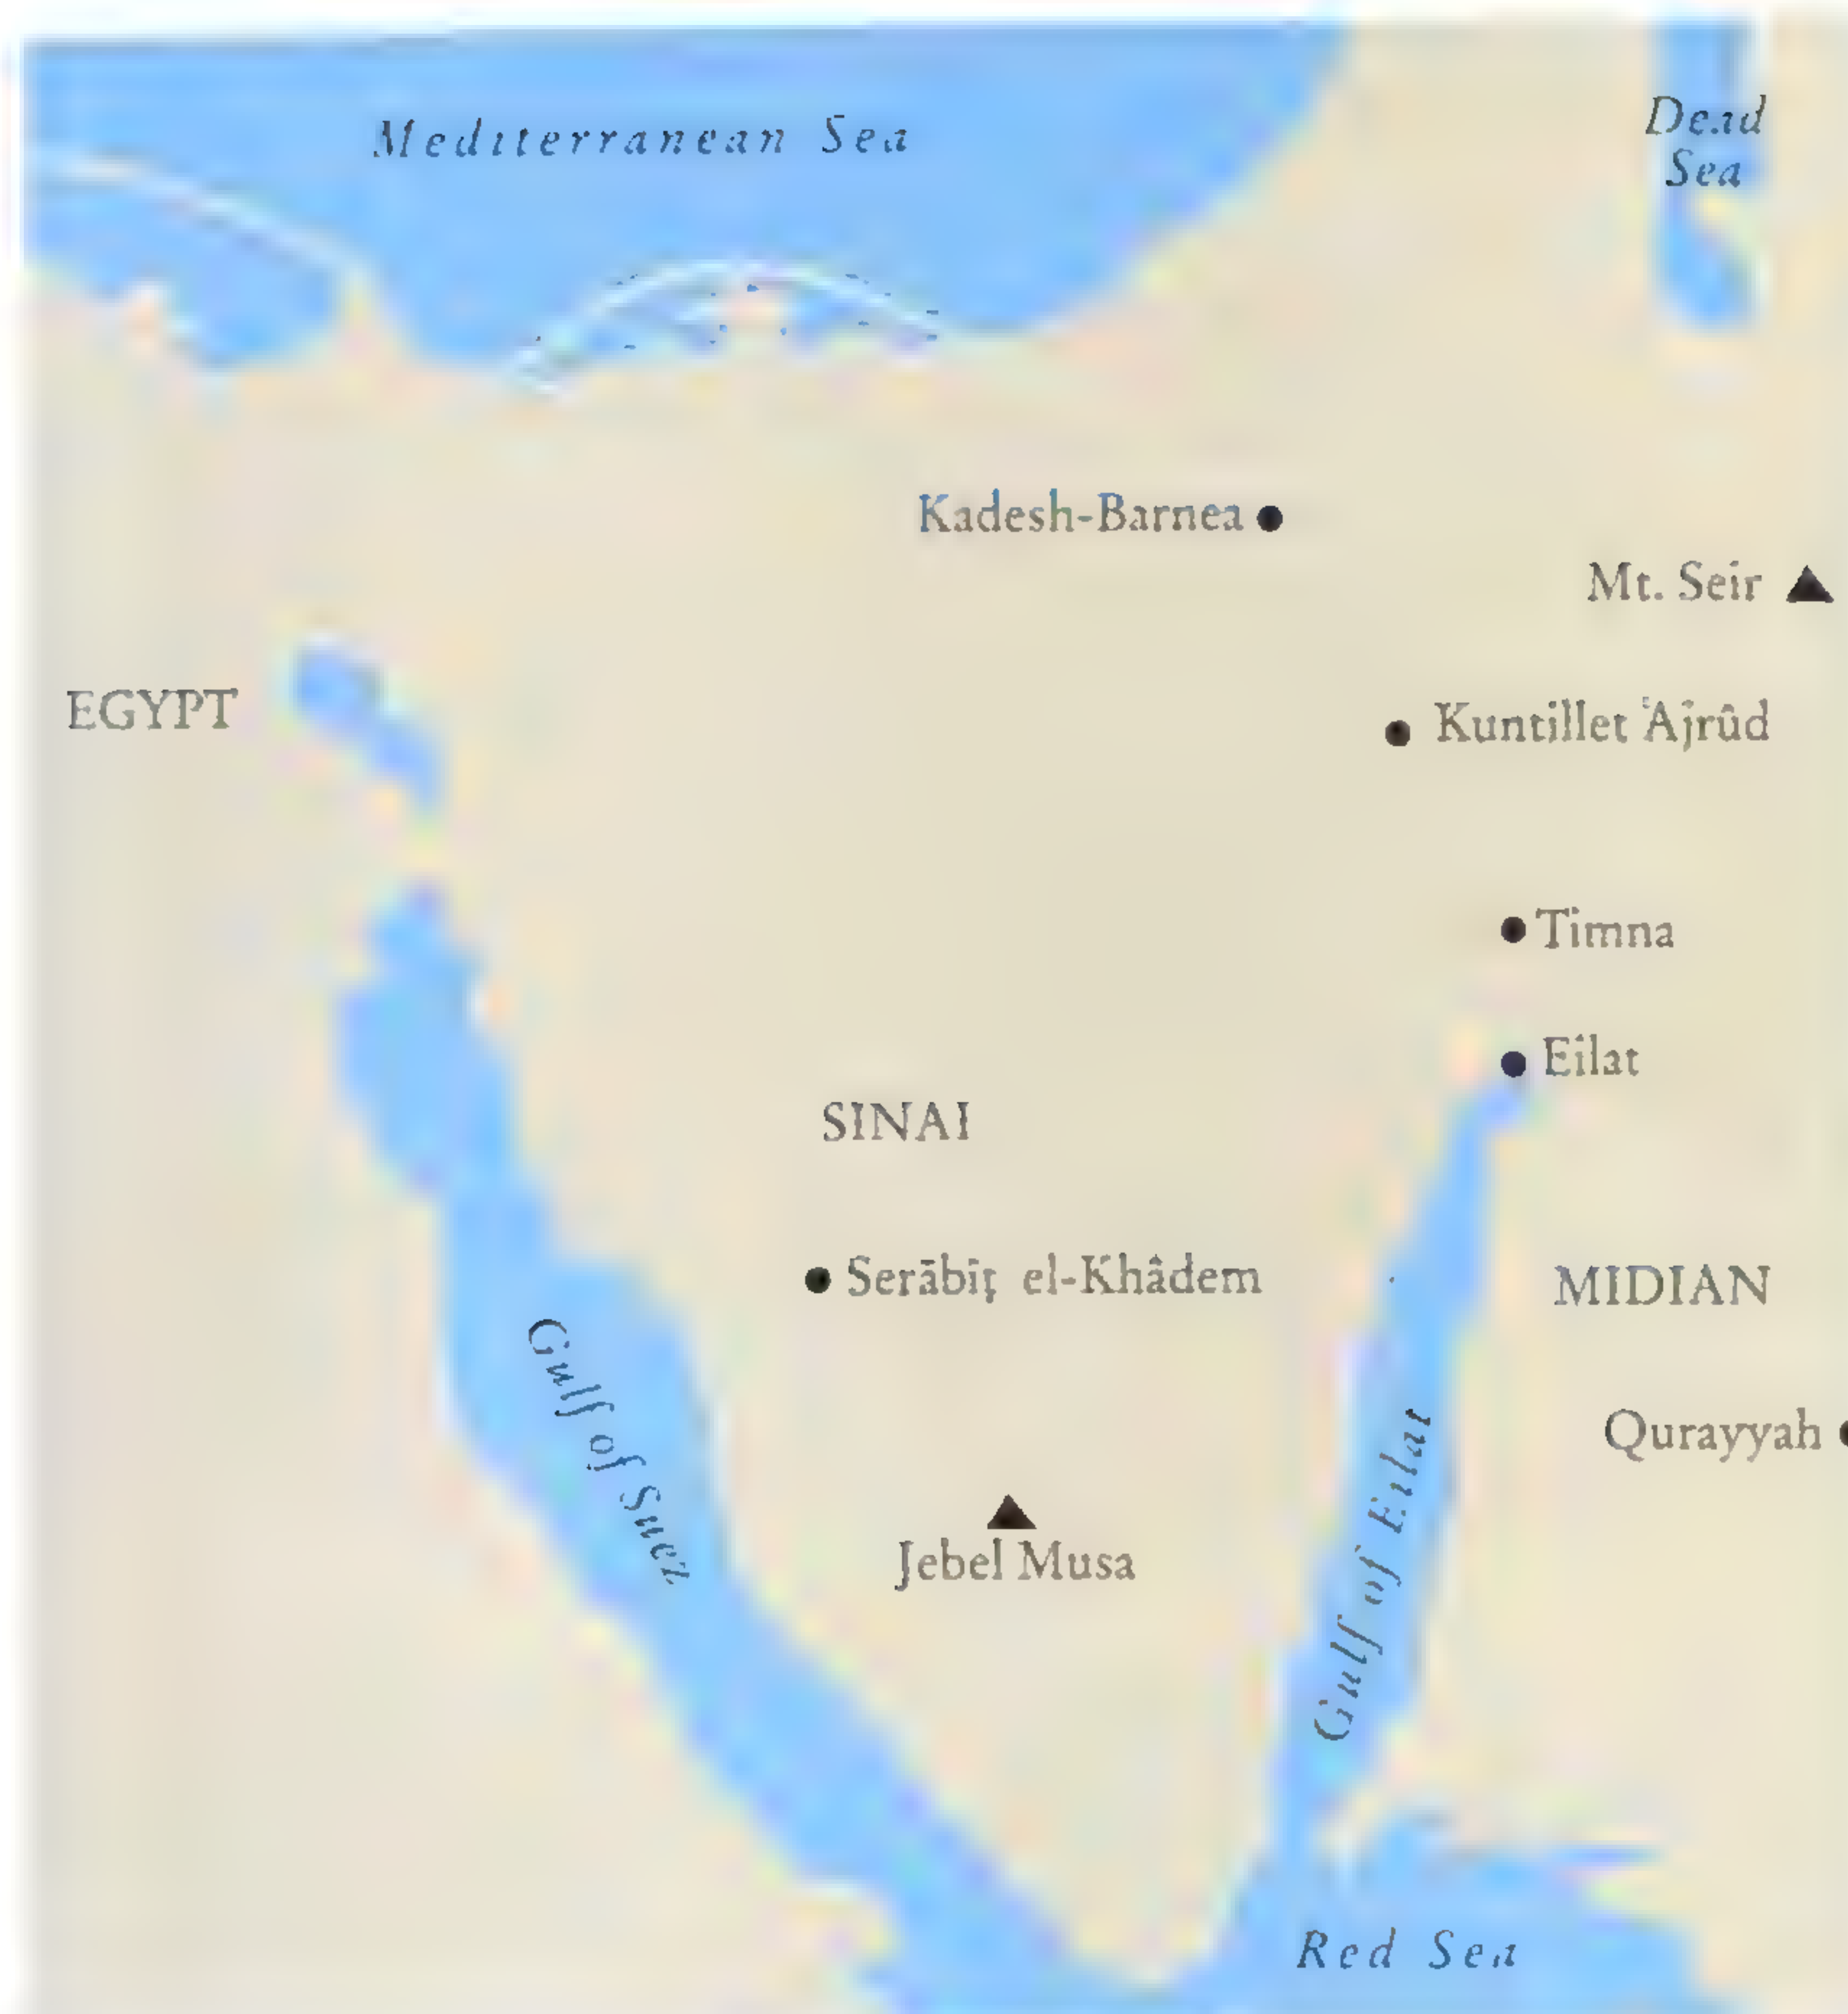 Mediterranean Sea
Dead
Sea
Kadesh-Barnea
Mt. Seir
EGYPT
Kuntillet ʿAjrûd
Timna
Eilat
SINAI
Serābiṭ el-Khâdem
MIDIAN
Gulf of Suez
Gulf of Eilat
Qurayyah
Jebel Musa
Red Sea